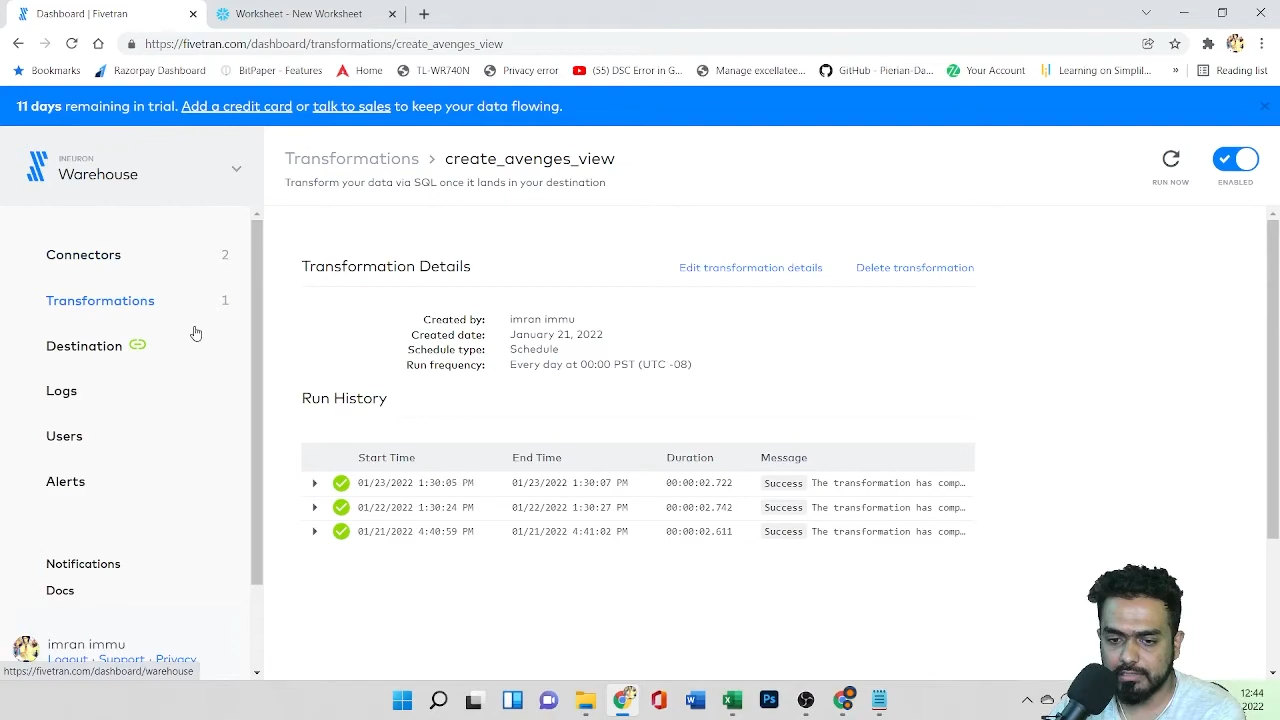 Dashboard | Fivetran
Worksheet - New Worksheet
https://fivetran.com/dashboard/transformations/create_avenges_view
Bookmarks
Razorpay Dashboard
BitPaper - Features
Home
TL-WR740N
Privacy error
(55) DSC Error in G...
Manage excellatee...
GitHub - Pierian-Da...
Your Account
Learning on Simplil...
»
Reading list
11 days remaining in trial. Add a credit card or talk to sales to keep your data flowing.
INEURON
Warehouse
Transformations > create_avenges_view
Transform your data via SQL once it lands in your destination
RUN NOW
ENABLED
Connectors 2
Transformations 1
Destination
Logs
Users
Alerts
Notifications
Docs
imran immu
Logout · Support · Privacy
https://fivetran.com/dashboard/warehouse
Transformation Details
Edit transformation details
Delete transformation
Created by: imran immu
Created date: January 21, 2022
Schedule type: Schedule
Run frequency: Every day at 00:00 PST (UTC -08)
Run History
Start Time End Time Duration Message
01/23/2022 1:30:05 PM 01/23/2022 1:30:07 PM 00:00:02.722 Success The transformation has comp...
01/22/2022 1:30:24 PM 01/22/2022 1:30:27 PM 00:00:02.742 Success The transformation has comp...
01/21/2022 4:40:59 PM 01/21/2022 4:41:02 PM 00:00:02.611 Success The transformation has comp...
12:44
2022